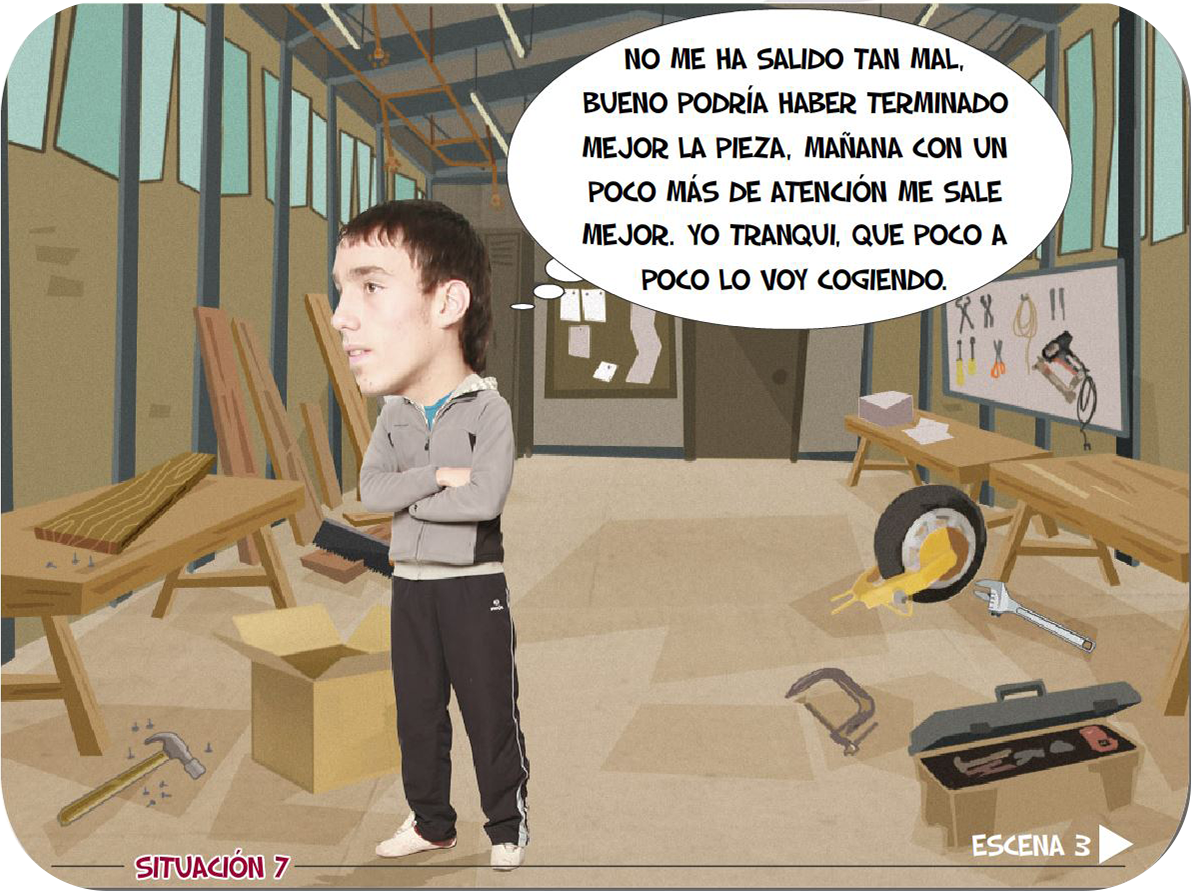 NO ME HA SALIDO TAN MAL,
BUENO PODRÍA HABER TERMINADO
MEJOR LA PIEZA, MAÑANA CON UN
POCO MÁS DE ATENCIÓN ME SALE
MEJOR. YO TRANQUI, QUE POCO A
POCO LO VOY COGIENDO.
ESCENA 3
SITUACIÓN 7